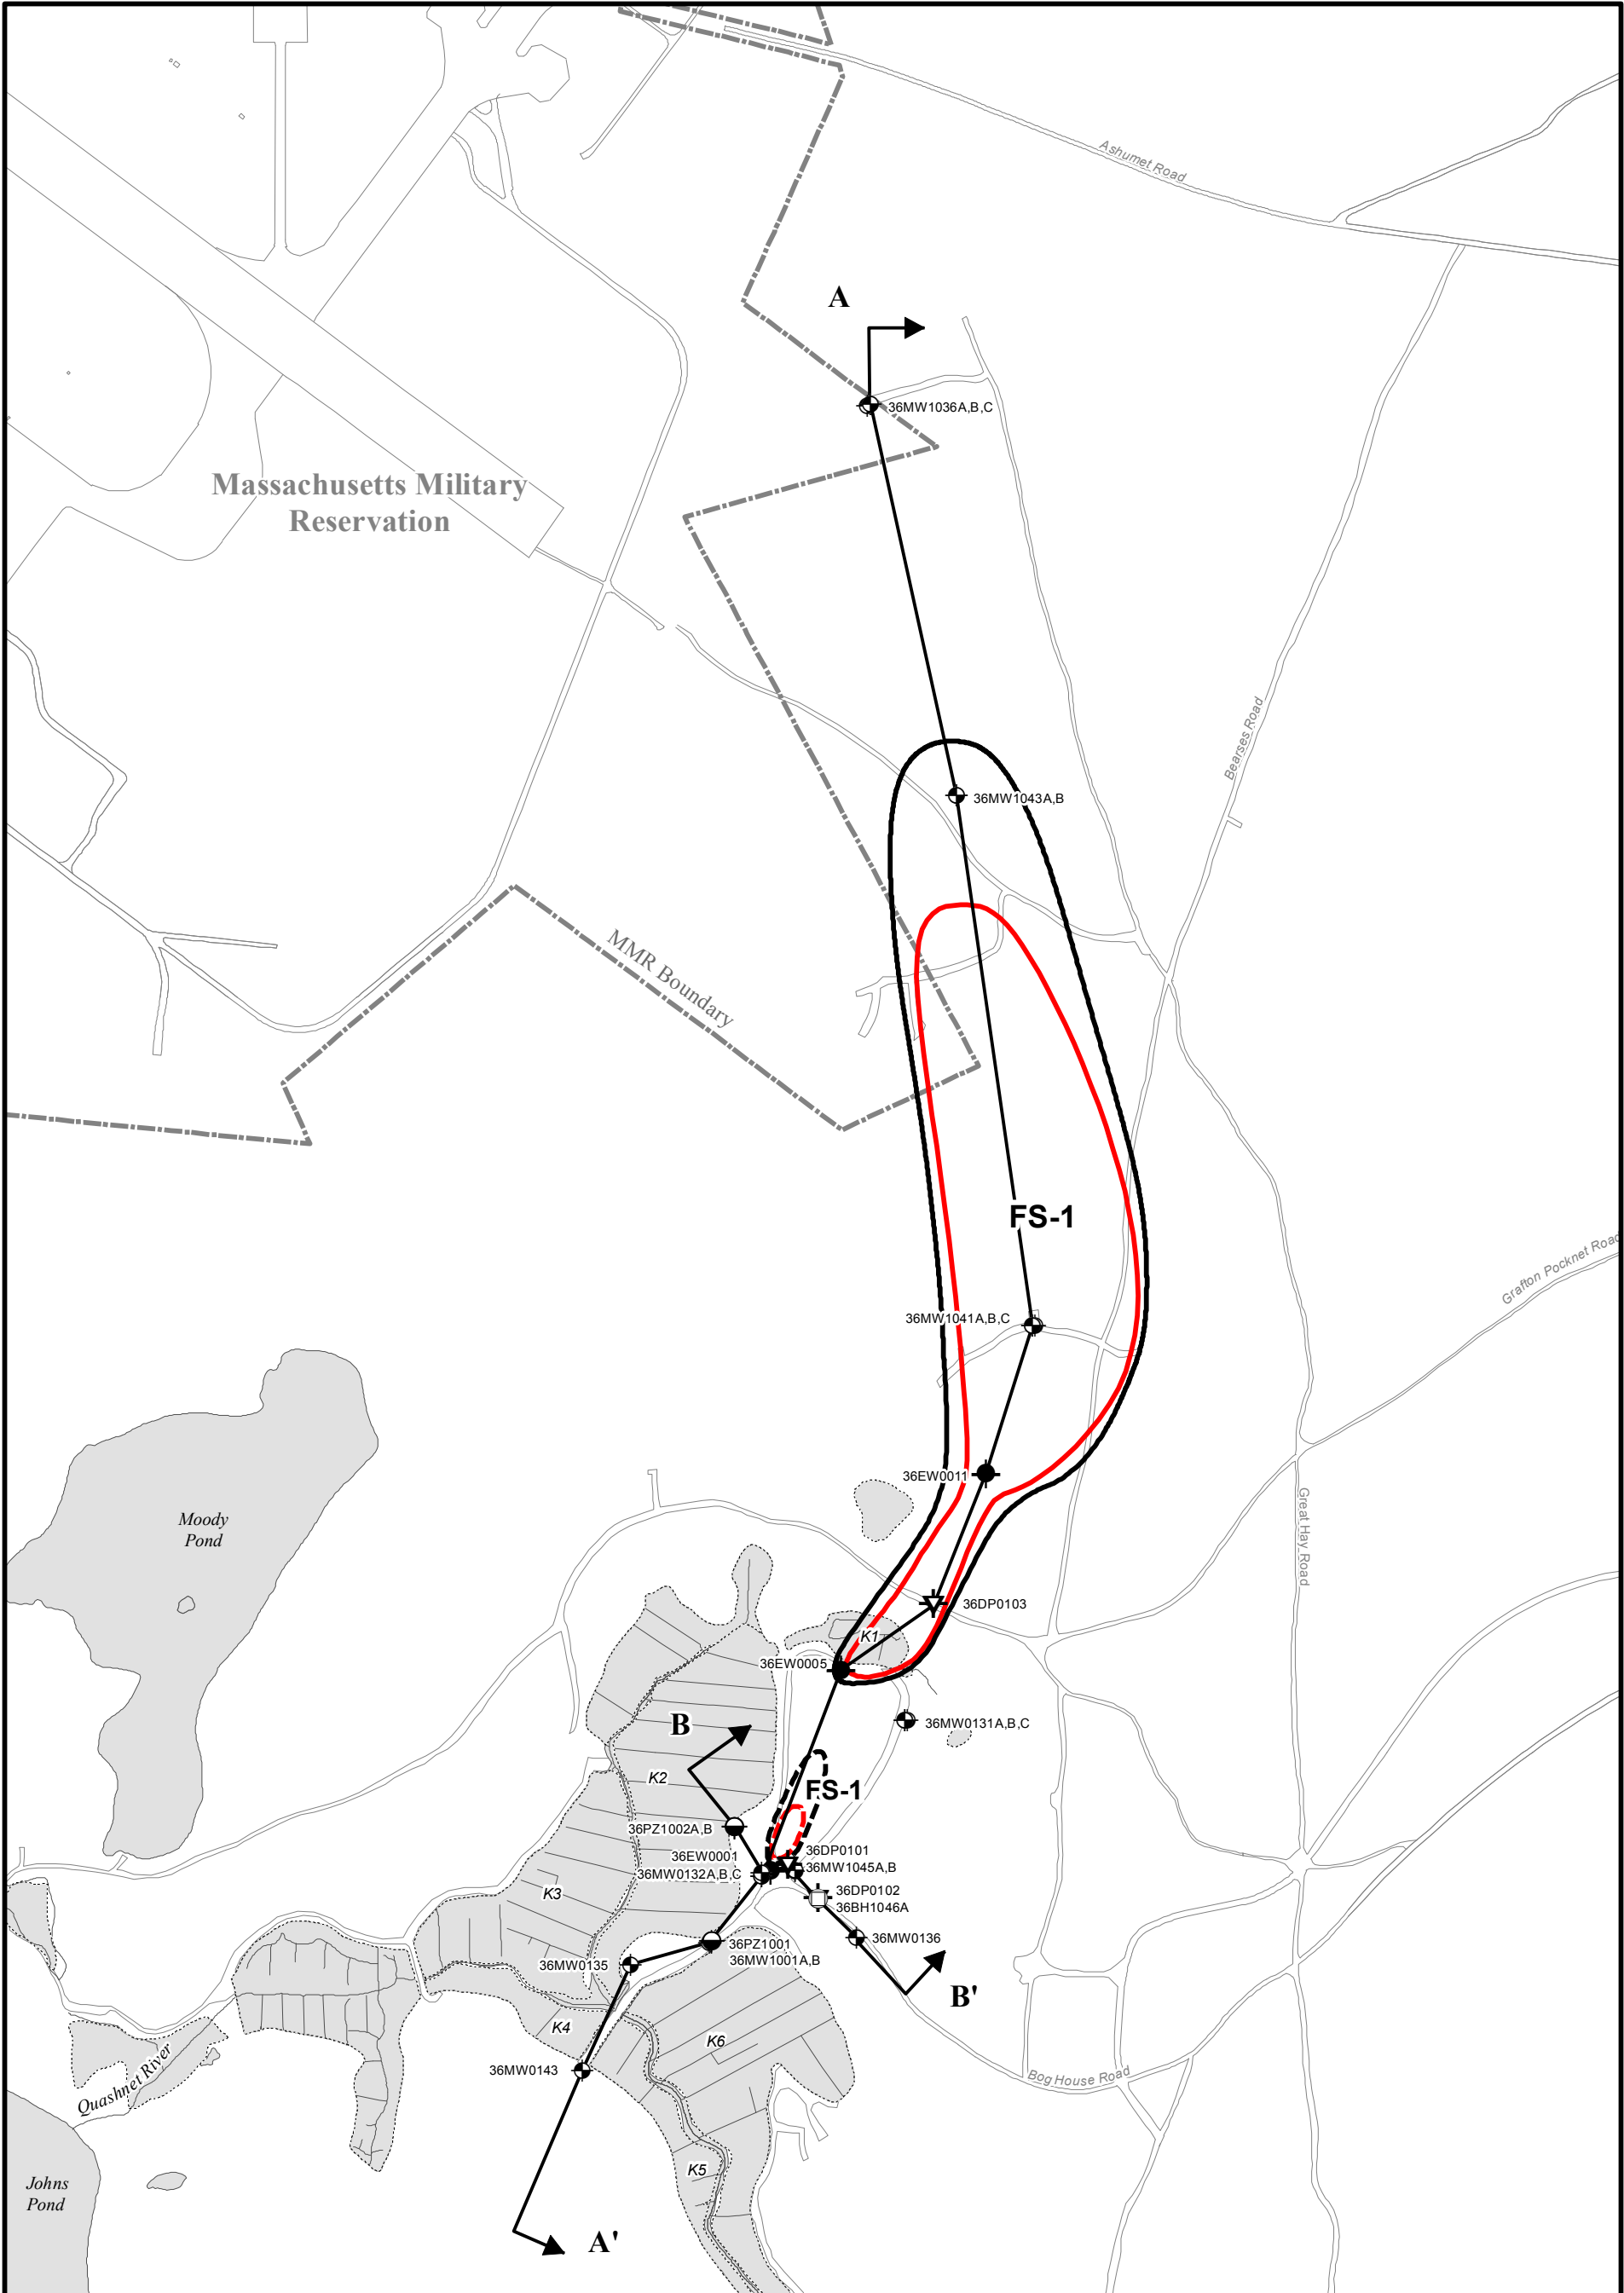 Ashumet Road
A
36MW1036A,B,C
Massachusetts Military
Reservation
Bearses Road
36MW1043A,B
MMR Boundary
FS-1
Grafton Pocknet Road
36MW1041A,B,C
36EW0011
Great Hay Road
Moody
Pond
36DP0103
K1
36EW0005
36MW0131A,B,C
B
K2
FS-1
36PZ1002A,B
36DP0101
36EW0001
36MW1045A,B
36MW0132A,B,C
36DP0102
K3
36BH1046A
36MW0136
36PZ1001
36MW1001A,B
36MW0135
B'
K4
K6
36MW0143
Bog House Road
Quashnet River
K5
Johns
Pond
A'